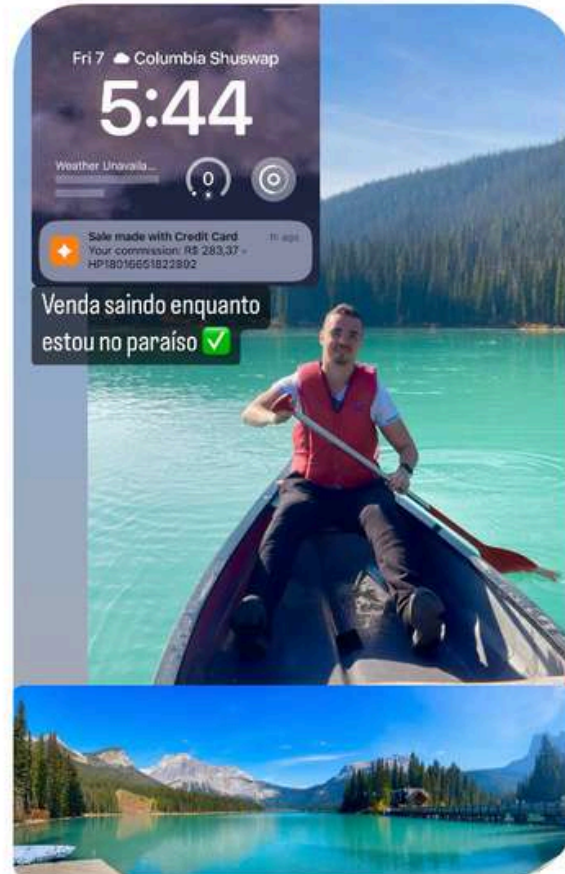 Fri 7 Columbia Shuswap
5:44
Weather Unavaila...
0
Sale made with Credit Card 1h ago
Your commission: R$ 283,37 -
HP18016651822892
Venda saindo enquanto
estou no paraíso ✅